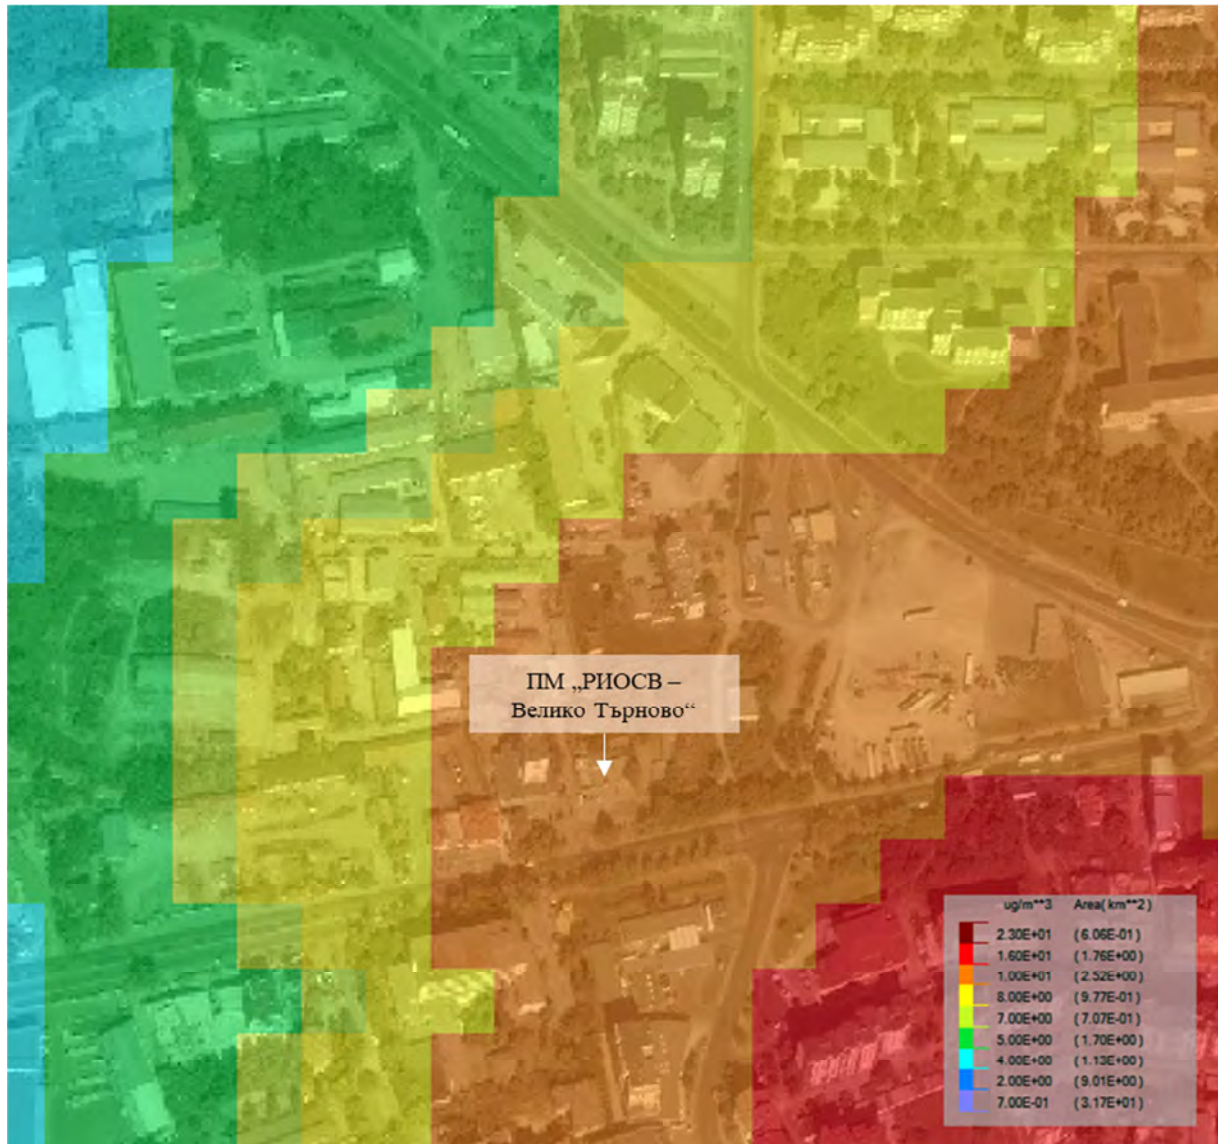 ПМ „РИОСВ –
Велико Търново“
ug/m**3 Area(km**2)
2.30E+01 (6.06E-01)
1.60E+01 (1.76E+00)
1.00E+01 (2.52E+00)
8.00E+00 (9.77E-01)
7.00E+00 (7.07E-01)
5.00E+00 (1.70E+00)
4.00E+00 (1.13E+00)
2.00E+00 (9.01E+00)
7.00E-01 (3.17E+01)